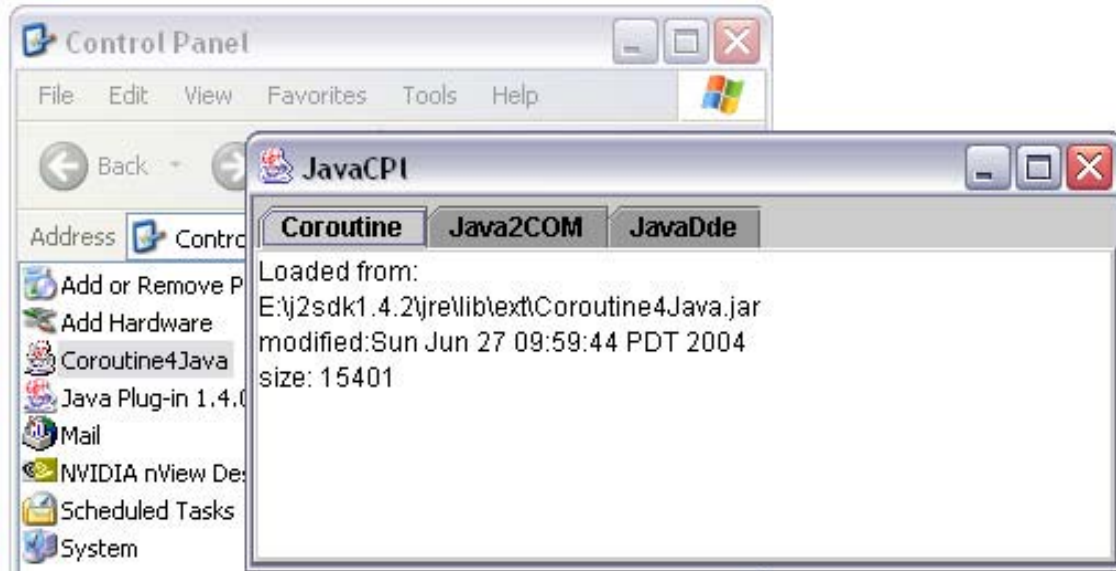 Control Panel
File Edit View Favorites Tools Help
Back
Address
JavaCPl
Coroutine Java2COM JavaDde
Loaded from:
E:\j2sdk1.4.2\jre\lib\ext\Coroutine4Java.jar
modified:Sun Jun 27 09:59:44 PDT 2004
size: 15401
Add or Remove P
Add Hardware
Coroutine4Java
Java Plug-in 1.4.0
Mail
NVIDIA nView Des
Scheduled Tasks
System